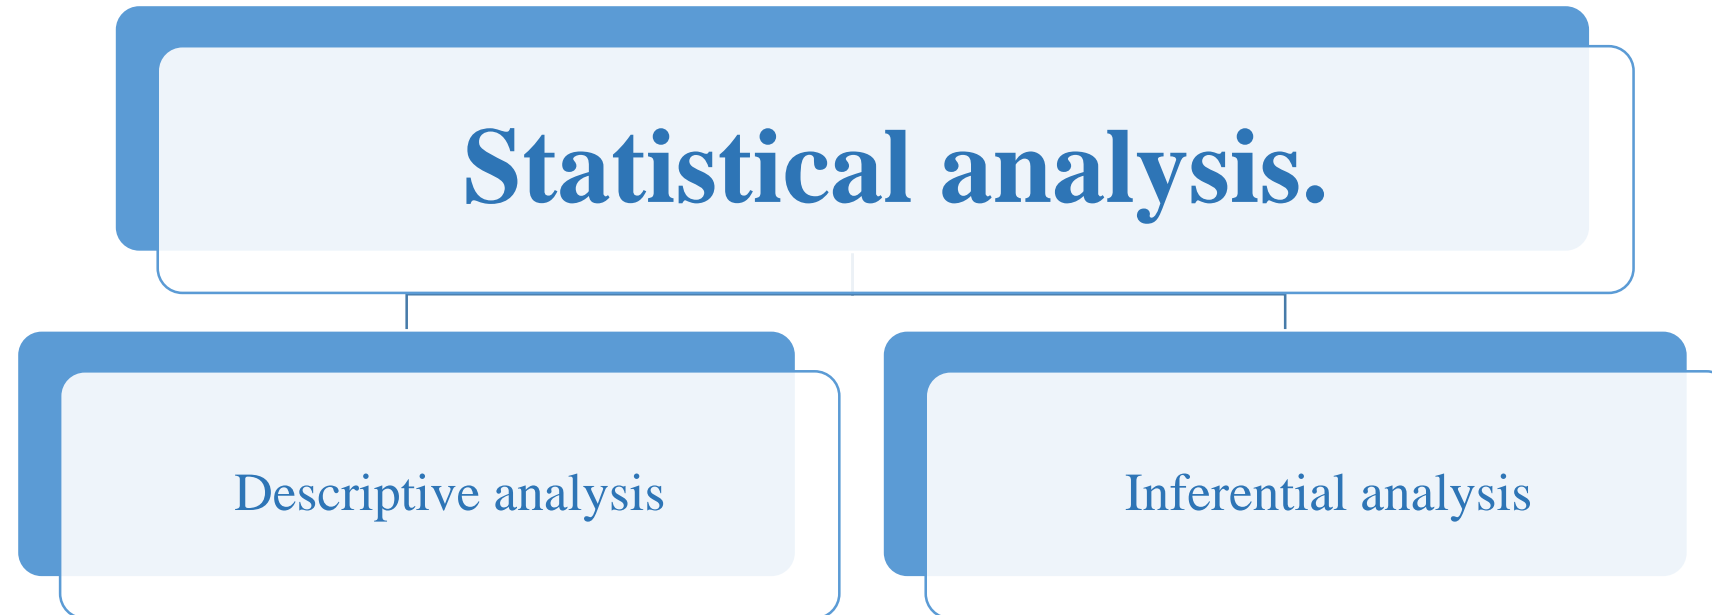 Statistical analysis.
Descriptive analysis
Inferential analysis